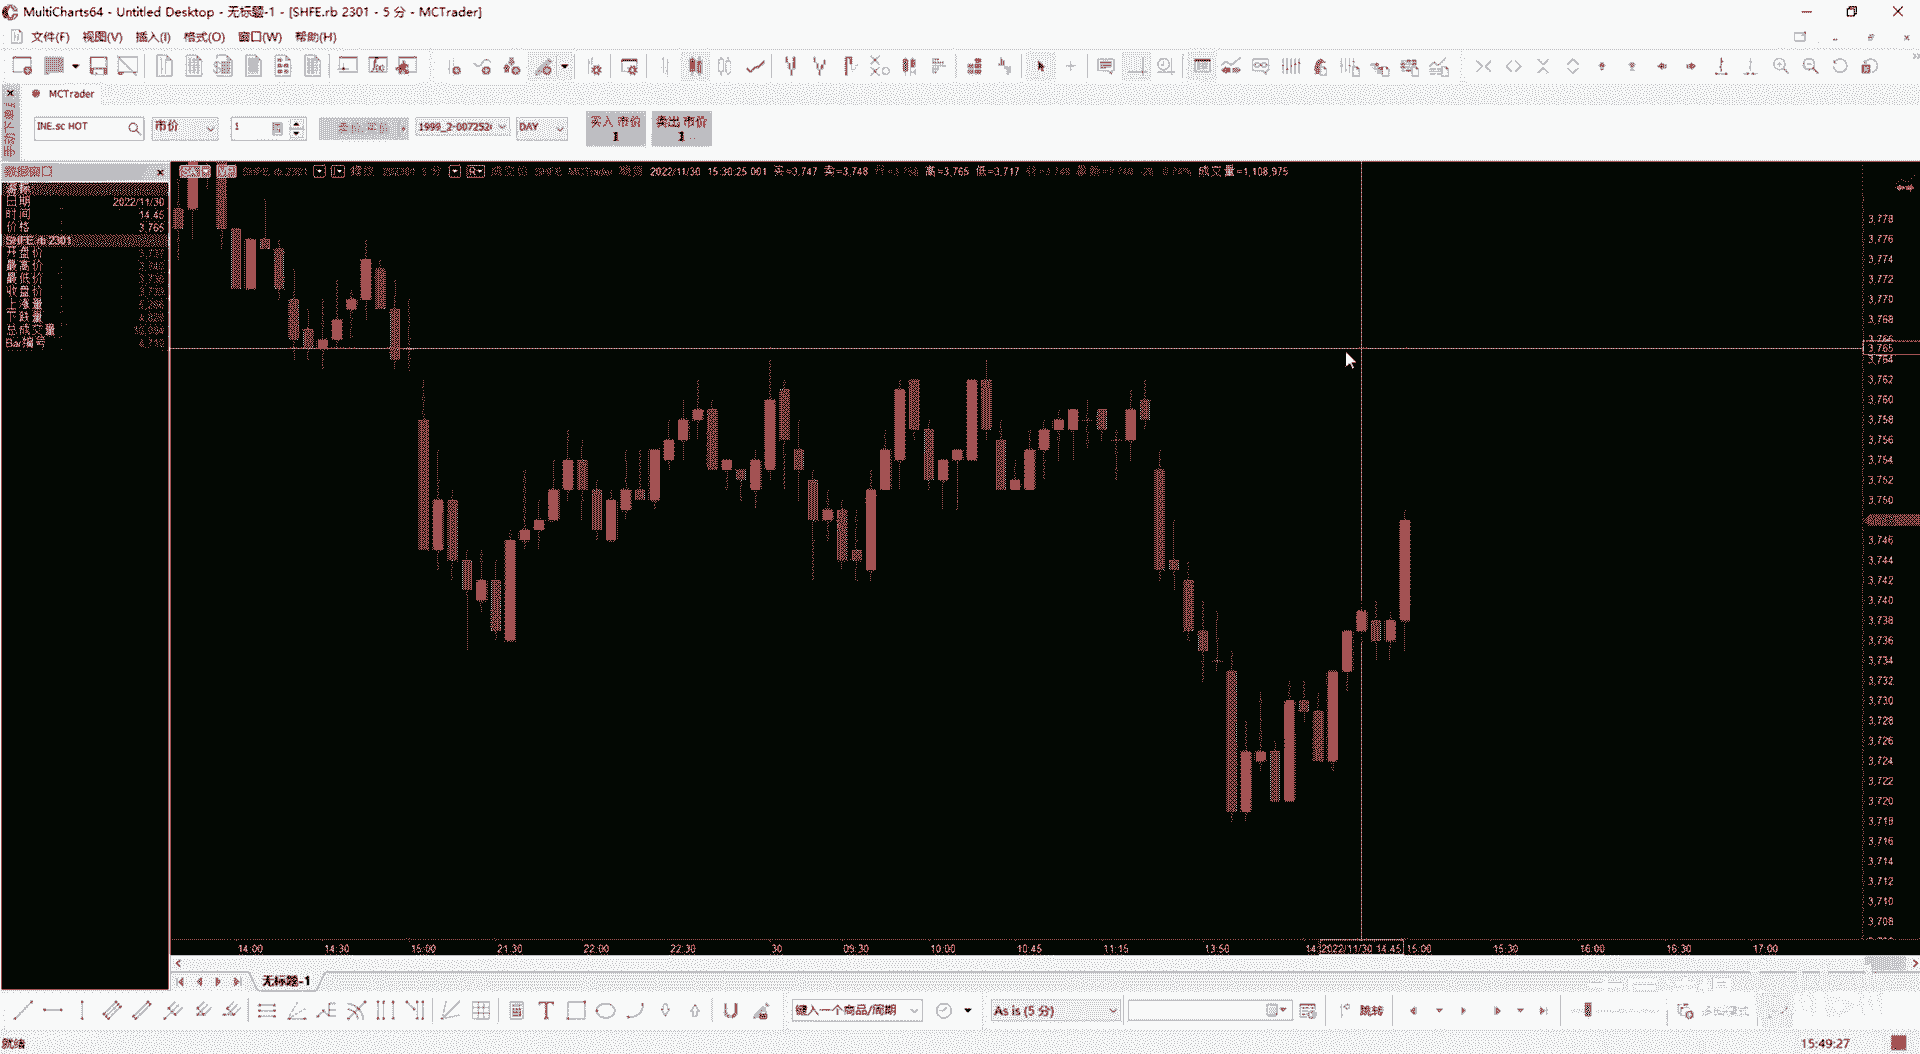 MultiCharts64 - Untitled Desktop - 无标题-1 - [SHFE.rb 2301 - 5 分 - MCTrader]
文件(F) 视图(V) 插入(I) 格式(O) 窗口(W) 帮助(H)
MCTrader
INE.sc HOT 市价 1 DAY 买入 市价 1 卖出 市价 1
数据窗口
SA VP SHFE rb 2301 2022/11/30 15:30:25 001 买=3,747 卖=3,748 高=3,765 低=3,717 成交量=1,108,975
日期 2022/11/30
时间 14:45
价格 3,765
SHFE.rb 2301
开盘价
最高价
最低价
收盘价
上涨量
下跌量
总成交量
Bar编号
3,778
3,776
3,774
3,772
3,770
3,768
3,765
3,764
3,762
3,760
3,758
3,756
3,754
3,752
3,750
3,746
3,744
3,742
3,740
3,738
3,736
3,734
3,732
3,730
3,728
3,726
3,724
3,722
3,720
3,718
3,716
3,714
3,712
3,710
3,708
14:00 14:30 15:00 21:30 22:00 22:30 30 09:30 10:00 10:45 11:15 13:50 2022/11/30 14:45 15:00 15:30 16:00 16:30 17:00
无标题-1
键入一个商品/周期 As is (5 分) 跳转
就绪 15:49:27